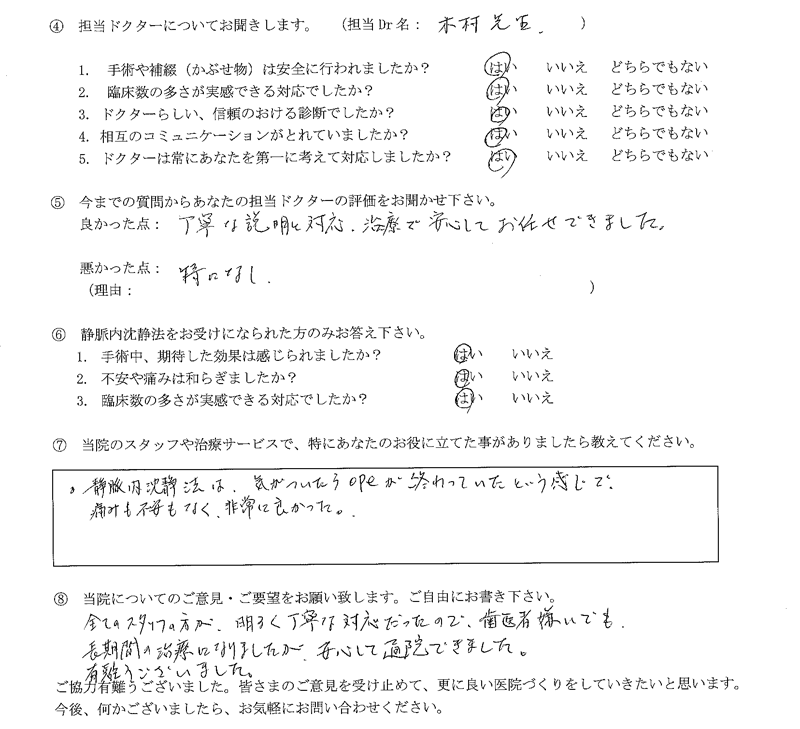 ④ 担当ドクターについてお聞きします。 （担当Dr名： 木村先生. ）
1. 手術や補綴（かぶせ物）は安全に行われましたか？ はい いいえ どちらでもない
2. 臨床数の多さが実感できる対応でしたか？ はい いいえ どちらでもない
3. ドクターらしい、信頼のおける診断でしたか？ はい いいえ どちらでもない
4. 相互のコミュニケーションがとれていましたか？ はい いいえ どちらでもない
5. ドクターは常にあなたを第一に考えて対応しましたか？ はい いいえ どちらでもない
⑤ 今までの質問からあなたの担当ドクターの評価をお聞かせ下さい。
良かった点： 丁寧な説明と対応、治療で安心してお任せできました。
悪かった点： 特になし.
（理由： ）
⑥ 静脈内沈静法をお受けになられた方のみお答え下さい。
1. 手術中、期待した効果は感じられましたか？ はい いいえ
2. 不安や痛みは和らぎましたか？ はい いいえ
3. 臨床数の多さが実感できる対応でしたか？ はい いいえ
⑦ 当院のスタッフや治療サービスで、特にあなたのお役に立てた事がありましたら教えてください。
。静脈内沈静法は、気がついたらopeが終わっていたという感じで、
痛みも不安もなく、非常に良かった。
⑧ 当院についてのご意見・ご要望をお願い致します。ご自由にお書き下さい。
全てのスタッフの方が、明るく丁寧な対応だったので、歯医者嫌いでも、
長期間の治療になりましたが、安心して通院できました。
有難うございました。
ご協力有難うございました。皆さまのご意見を受け止めて、更に良い医院づくりをしていきたいと思います。
今後、何かございましたら、お気軽にお問い合わせください。